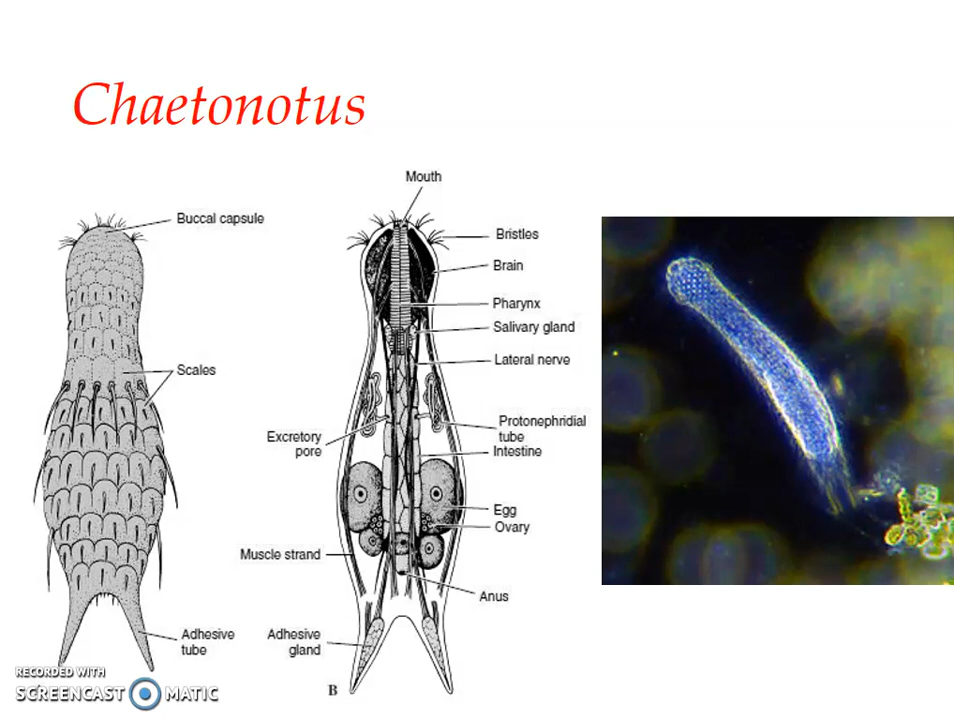 Chaetonotus
Mouth
Buccal capsule
Bristles
Brain
Pharynx
Salivary gland
Lateral nerve
Scales
Protonephridial
tube
Excretory
pore
Intestine
Egg
Ovary
Muscle strand
Anus
Adhesive
tube
Adhesive
gland
B
RECORDED WITH
SCREENCAST MATIC